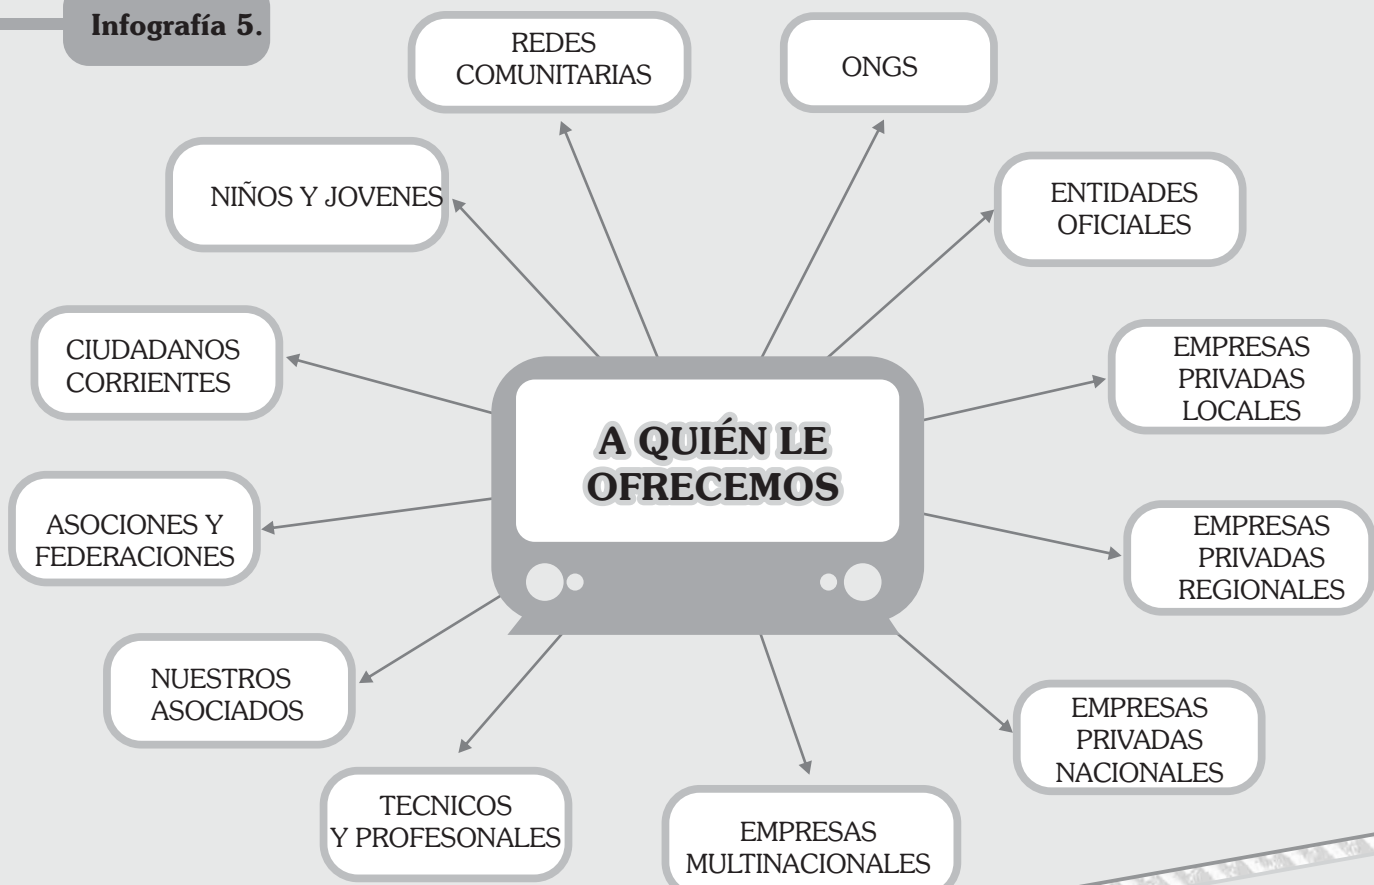 Infografía 5.
REDES
COMUNITARIAS
ONGS
NIÑOS Y JOVENES
ENTIDADES
OFICIALES
CIUDADANOS
CORRIENTES
EMPRESAS
PRIVADAS
LOCALES
A QUIÉN LE
OFRECEMOS
ASOCIONES Y
FEDERACIONES
EMPRESAS
PRIVADAS
REGIONALES
NUESTROS
ASOCIADOS
EMPRESAS
PRIVADAS
NACIONALES
TECNICOS
Y PROFESIONALES
EMPRESAS
MULTINACIONALES